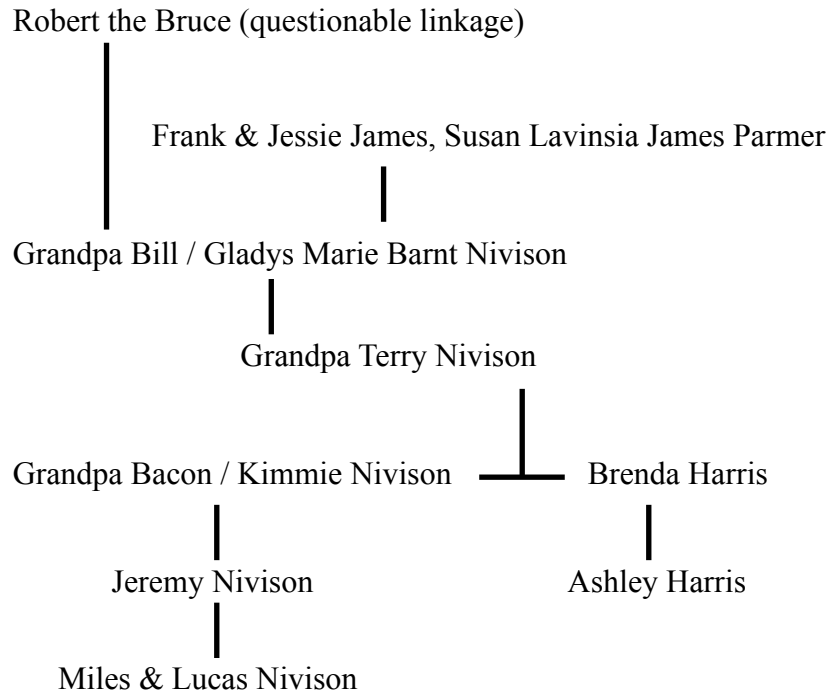 Robert the Bruce (questionable linkage)
Frank & Jessie James, Susan Lavinsia James Parmer
Grandpa Bill / Gladys Marie Barnt Nivison
Grandpa Terry Nivison
Grandpa Bacon / Kimmie Nivison
Brenda Harris
Jeremy Nivison
Ashley Harris
Miles & Lucas Nivison